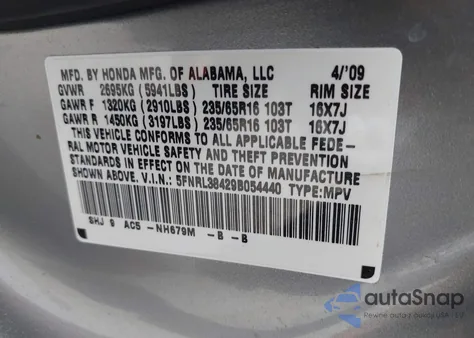 MFD. BY HONDA MFG. OF ALABAMA, LLC 4/'09
GVWR 2695KG (5941LBS) TIRE SIZE RIM SIZE
GAWR F 1320KG (2910LBS) 235/65R16 103T 16X7J
GAWR R 1450KG (3197LBS) 235/65R16 103T 16X7J
THIS VEHICLE CONFORMS TO ALL APPLICABLE FEDE-
RAL MOTOR VEHICLE SAFETY AND THEFT PREVENTION
STANDARDS IN EFFECT ON THE DATE OF MANUFACTURE
SHOWN ABOVE. V.I.N.: 5FNRL38429B054440 TYPE:MPV
SHJ 9 AC5 -NH679M -B -B
autoSnap